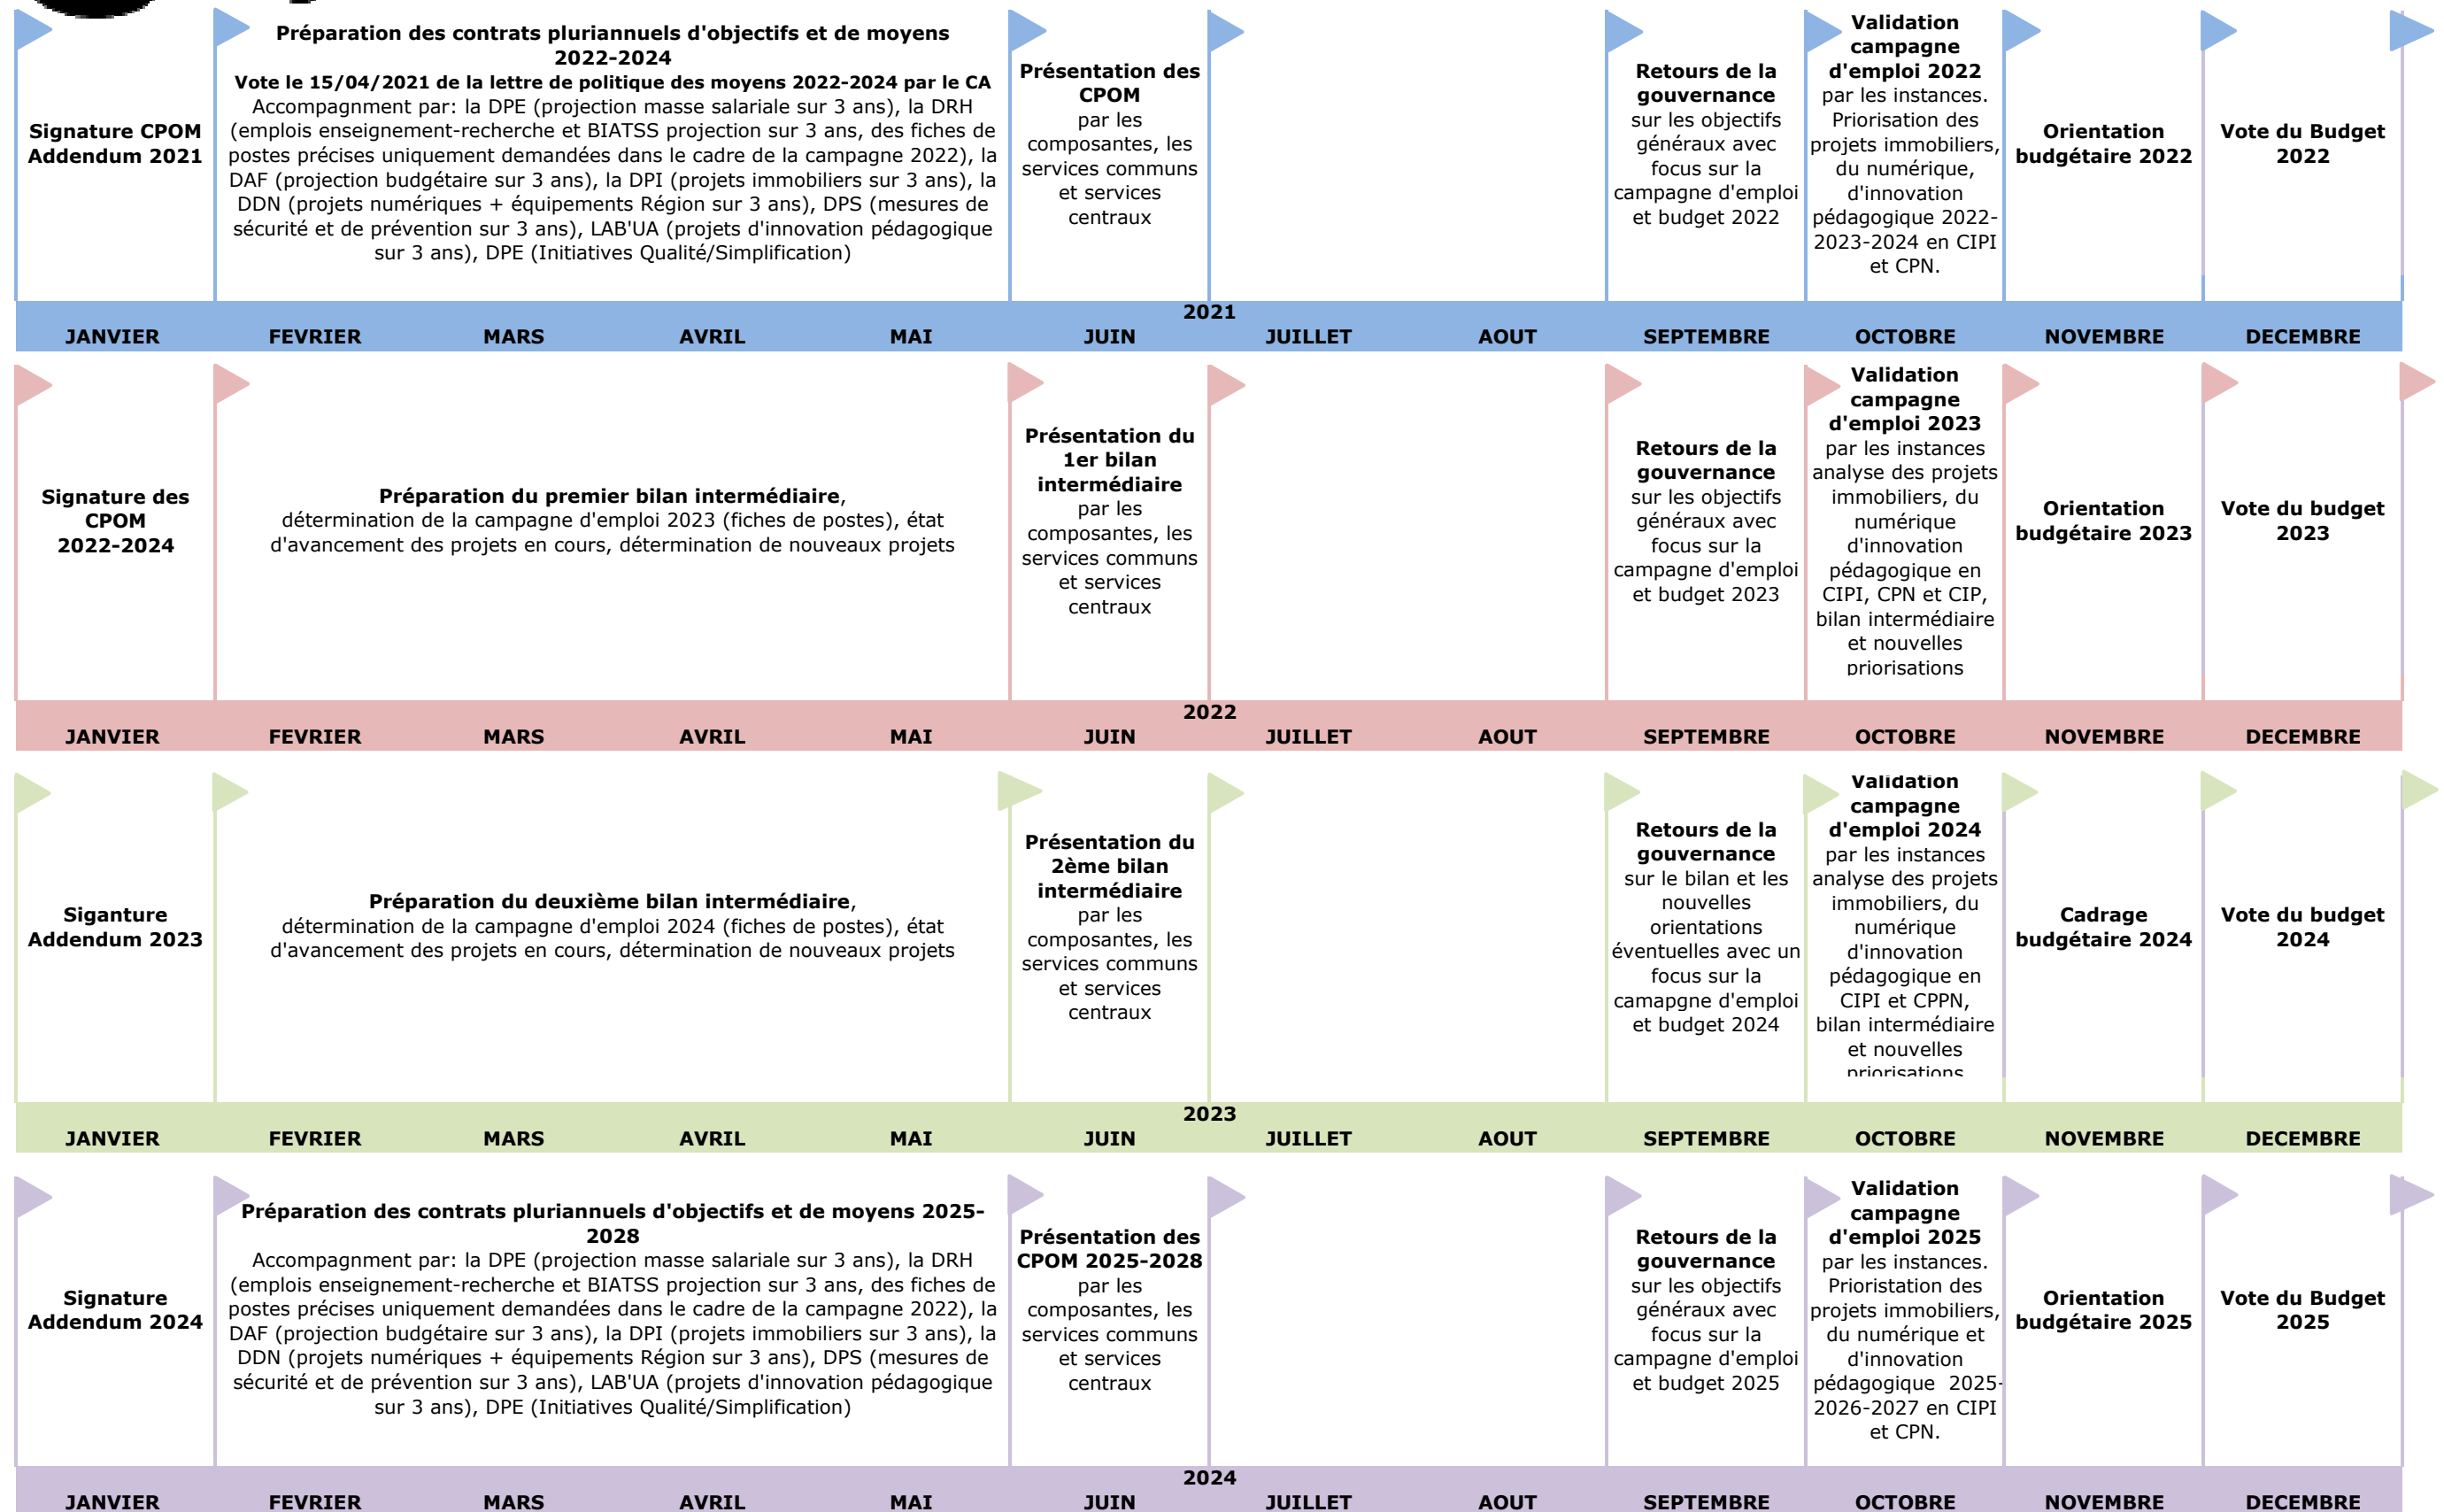 Signature CPOM
Addendum 2021
Préparation des contrats pluriannuels d'objectifs et de moyens
2022-2024
Vote le 15/04/2021 de la lettre de politique des moyens 2022-2024 par le CA
Accompagnment par: la DPE (projection masse salariale sur 3 ans), la DRH
(emplois enseignement-recherche et BIATSS projection sur 3 ans, des fiches de
postes précises uniquement demandées dans le cadre de la campagne 2022), la
DAF (projection budgétaire sur 3 ans), la DPI (projets immobiliers sur 3 ans), la
DDN (projets numériques + équipements Région sur 3 ans), DPS (mesures de
sécurité et de prévention sur 3 ans), LAB'UA (projets d'innovation pédagogique
sur 3 ans), DPE (Initiatives Qualité/Simplification)
Présentation des
CPOM
par les
composantes, les
services communs
et services
centraux
Retours de la
gouvernance
sur les objectifs
généraux avec
focus sur la
campagne d'emploi
et budget 2022
Validation
campagne
d'emploi 2022
par les instances.
Priorisation des
projets immobiliers,
du numérique,
d'innovation
pédagogique 2022-
2023-2024 en CIPI
et CPN.
Orientation
budgétaire 2022
Vote du Budget
2022
2021
JANVIER FEVRIER MARS AVRIL MAI JUIN JUILLET AOUT SEPTEMBRE OCTOBRE NOVEMBRE DECEMBRE
Signature des
CPOM
2022-2024
Préparation du premier bilan intermédiaire,
détermination de la campagne d'emploi 2023 (fiches de postes), état
d'avancement des projets en cours, détermination de nouveaux projets
Présentation du
1er bilan
intermédiaire
par les
composantes, les
services communs
et services
centraux
Retours de la
gouvernance
sur les objectifs
généraux avec
focus sur la
campagne d'emploi
et budget 2023
Validation
campagne
d'emploi 2023
par les instances
analyse des projets
immobiliers, du
numérique
d'innovation
pédagogique en
CIPI, CPN et CIP,
bilan intermédiaire
et nouvelles
priorisations
Orientation
budgétaire 2023
Vote du budget
2023
2022
JANVIER FEVRIER MARS AVRIL MAI JUIN JUILLET AOUT SEPTEMBRE OCTOBRE NOVEMBRE DECEMBRE
Siganture
Addendum 2023
Préparation du deuxième bilan intermédiaire,
détermination de la campagne d'emploi 2024 (fiches de postes), état
d'avancement des projets en cours, détermination de nouveaux projets
Présentation du
2ème bilan
intermédiaire
par les
composantes, les
services communs
et services
centraux
Retours de la
gouvernance
sur le bilan et les
nouvelles
orientations
éventuelles avec un
focus sur la
camapgne d'emploi
et budget 2024
Validation
campagne
d'emploi 2024
par les instances
analyse des projets
immobiliers, du
numérique
d'innovation
pédagogique en
CIPI et CPPN,
bilan intermédiaire
et nouvelles
priorisations
Cadrage
budgétaire 2024
Vote du budget
2024
2023
JANVIER FEVRIER MARS AVRIL MAI JUIN JUILLET AOUT SEPTEMBRE OCTOBRE NOVEMBRE DECEMBRE
Signature
Addendum 2024
Préparation des contrats pluriannuels d'objectifs et de moyens 2025-
2028
Accompagnment par: la DPE (projection masse salariale sur 3 ans), la DRH
(emplois enseignement-recherche et BIATSS projection sur 3 ans, des fiches de
postes précises uniquement demandées dans le cadre de la campagne 2022), la
DAF (projection budgétaire sur 3 ans), la DPI (projets immobiliers sur 3 ans), la
DDN (projets numériques + équipements Région sur 3 ans), DPS (mesures de
sécurité et de prévention sur 3 ans), LAB'UA (projets d'innovation pédagogique
sur 3 ans), DPE (Initiatives Qualité/Simplification)
Présentation des
CPOM 2025-2028
par les
composantes, les
services communs
et services
centraux
Retours de la
gouvernance
sur les objectifs
généraux avec
focus sur la
campagne d'emploi
et budget 2025
Validation
campagne
d'emploi 2025
par les instances.
Prioristation des
projets immobiliers,
du numérique et
d'innovation
pédagogique 2025-
2026-2027 en CIPI
et CPN.
Orientation
budgétaire 2025
Vote du Budget
2025
2024
JANVIER FEVRIER MARS AVRIL MAI JUIN JUILLET AOUT SEPTEMBRE OCTOBRE NOVEMBRE DECEMBRE